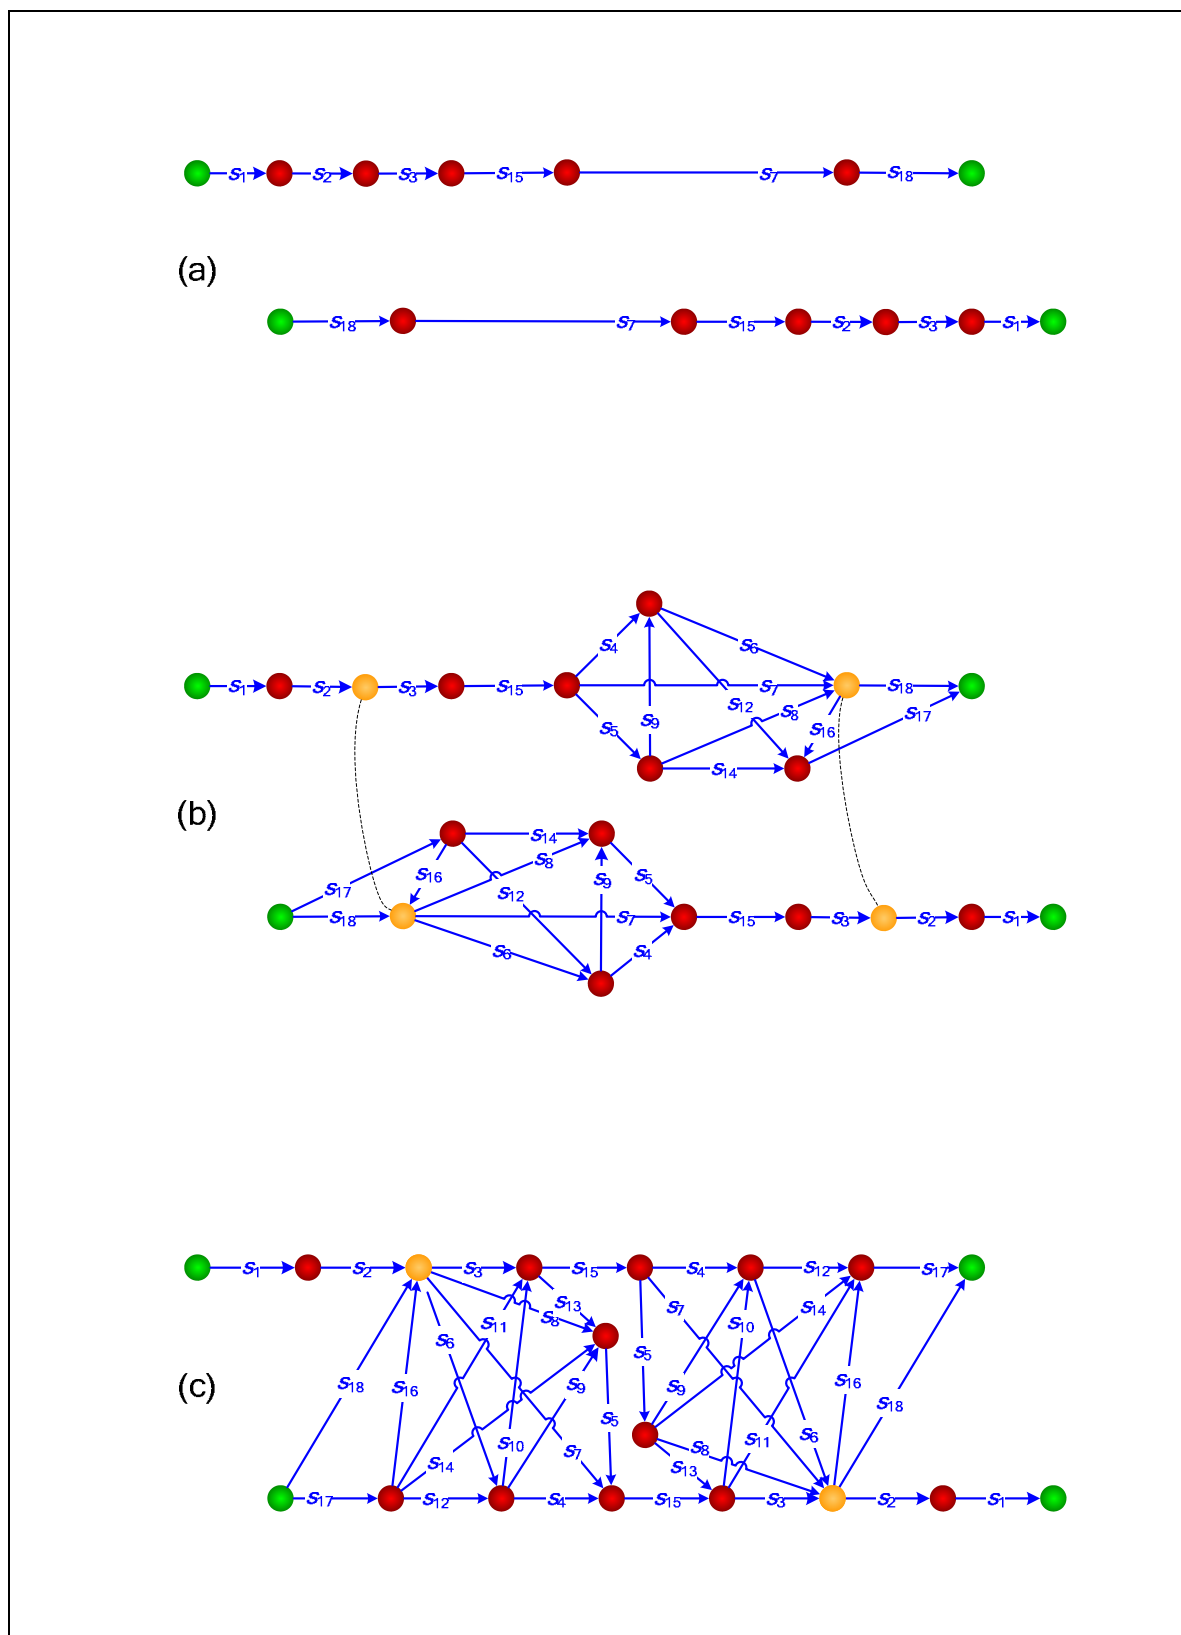 S1 S2 S3 S15 S7 S18
(a)
S18 S7 S15 S2 S3 S1
S4 S6
S1 S2 S3 S15 S7 S18
S12 S8 S17
S5 S9 S16
S14
(b)
S14
S16 S8 S5
S17 S12 S9
S18 S7 S15 S3 S2 S1
S6 S4
S1 S2 S3 S15 S4 S12 S17
S13 S7 S14
S11 S8 S10
S6 S5
(c)
S18 S16 S9 S9 S16 S18
S5
S10 S11 S6
S14 S7 S8
S13
S17 S12 S4 S15 S3 S2 S1